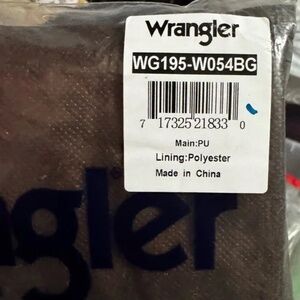 Wrangler
WG195-W054BG
7 17325 21833 0
Main:PU
Lining:Polyester
Made in China
ngler